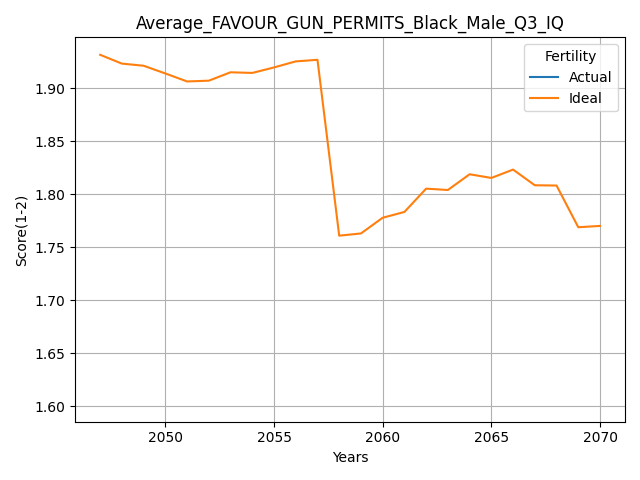 Average_FAVOUR_GUN_PERMITS_Black_Male_Q3_IQ
Fertility
Actual
Ideal
Score(1-2)
1.90
1.85
1.80
1.75
1.70
1.65
1.60
2050
2055
2060
2065
2070
Years